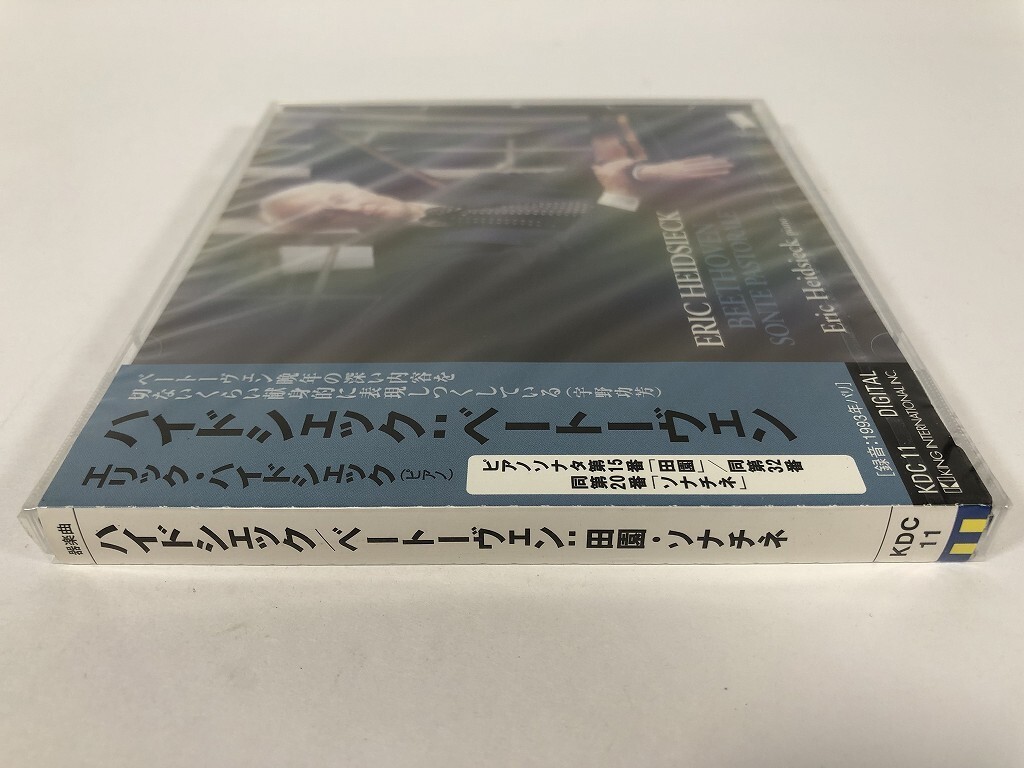 ERIC HEIDSIECK
BEETHOVEN
Eric Heidsieck piano
ベートーヴェン晩年の深い内容を
切ないくらい献身的に表現しつくしている(宇野功芳)
ハイドシェック:ベートーヴェン
エリック・ハイドシェック(ピアノ)
ピアノソナタ第15番「田園」/同第32番
同第20番「ソナチネ」
[録音:1993年パリ]
KDC 11 DIGITAL
KING INTERNATIONAL INC.
器楽曲
ハイドシェック/ベートーヴェン:田園・ソナチネ
KDC
11